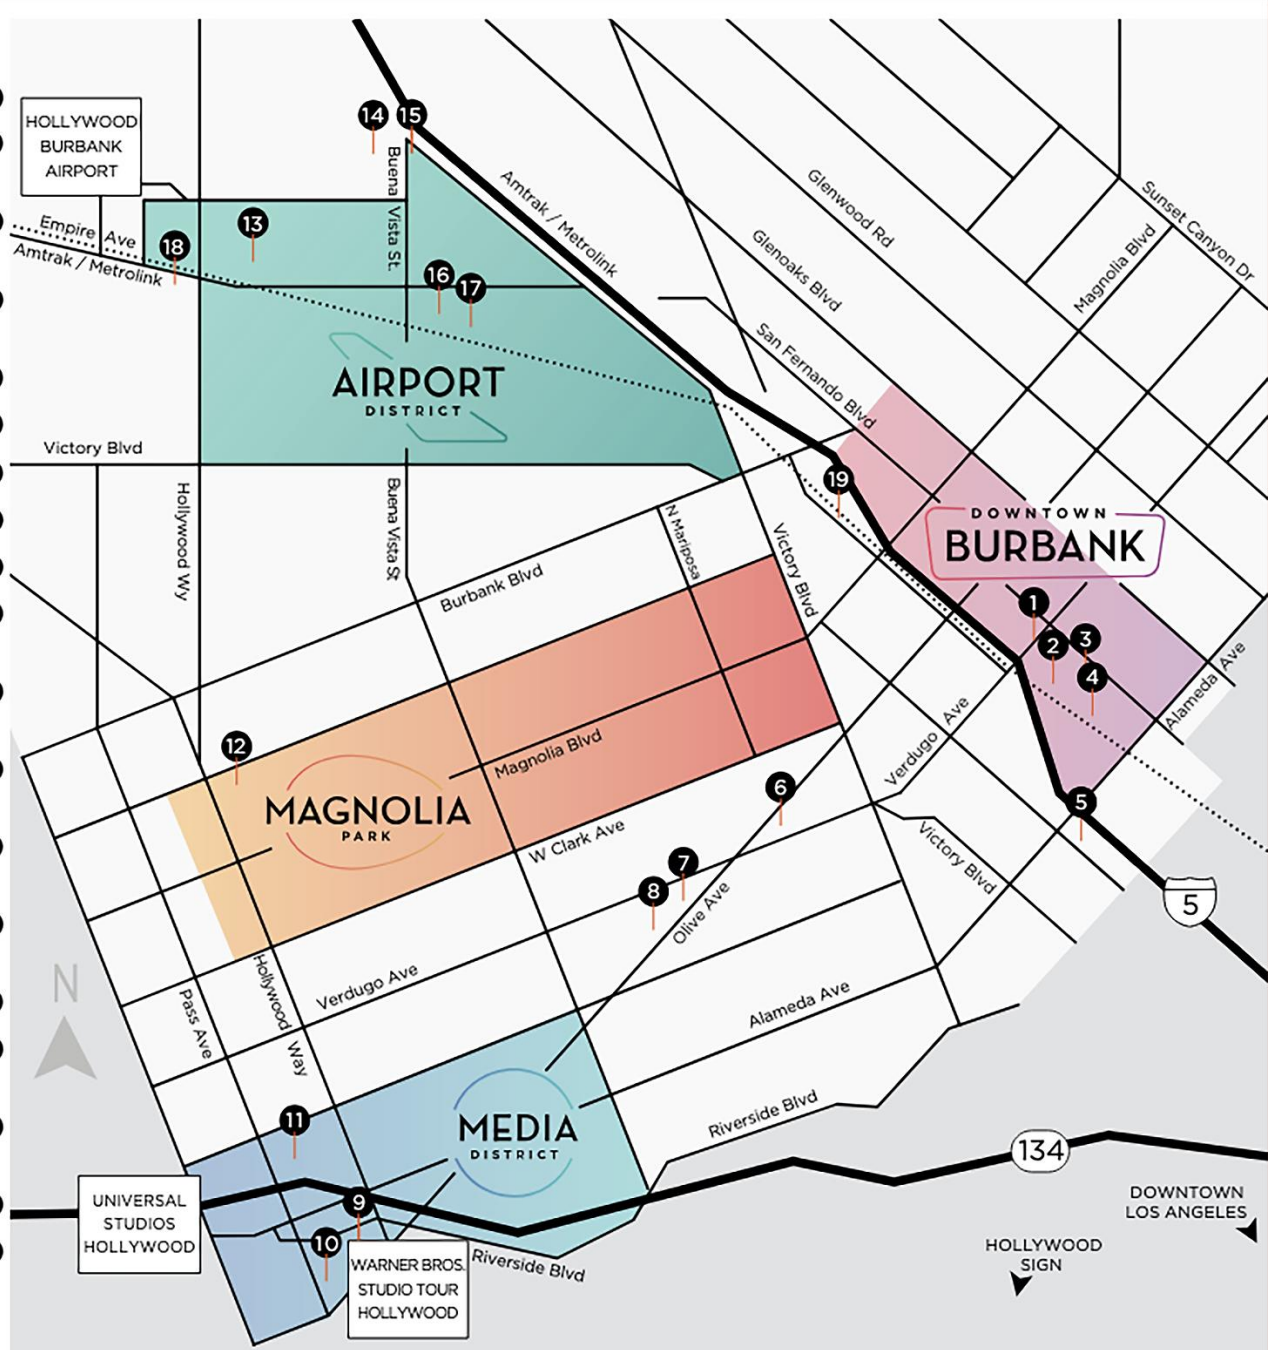 14
15
HOLLYWOOD
BURBANK
AIRPORT
Buena Vista St.
Amtrak / Metrolink
Glenwood Rd
Sunset Canyon Dr
Magnolia Blvd
Glenoaks Blvd
Empire Ave
Amtrak / Metrolink
18
13
16
17
San Fernando Blvd
AIRPORT
DISTRICT
Victory Blvd
Hollywood Wy
Buena Vista St
19
N Mariposa
Victory Blvd
DOWNTOWN
BURBANK
Burbank Blvd
1
2
3
4
Alameda Ave
12
Magnolia Blvd
Verdugo Ave
MAGNOLIA
PARK
6
5
W Clark Ave
7
8
Victory Blvd
Olive Ave
5
N
Hollywood Way
Verdugo Ave
Pass Ave
Alameda Ave
11
MEDIA
DISTRICT
Riverside Blvd
134
UNIVERSAL
STUDIOS
HOLLYWOOD
9
10
WARNER BROS.
STUDIO TOUR
HOLLYWOOD
Riverside Blvd
DOWNTOWN
LOS ANGELES
HOLLYWOOD
SIGN